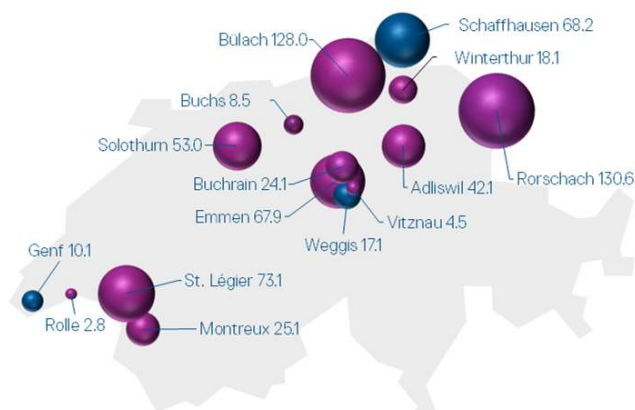 Schaffhausen 68.2
Bülach 128.0
Winterthur 18.1
Buchs 8.5
Solothurn 53.0
Rorschach 130.6
Buchrain 24.1
Adliswil 42.1
Emmen 67.9
Vitznau 4.5
Weggis 17.1
Genf 10.1
St. Légier 73.1
Rolle 2.8
Montreux 25.1